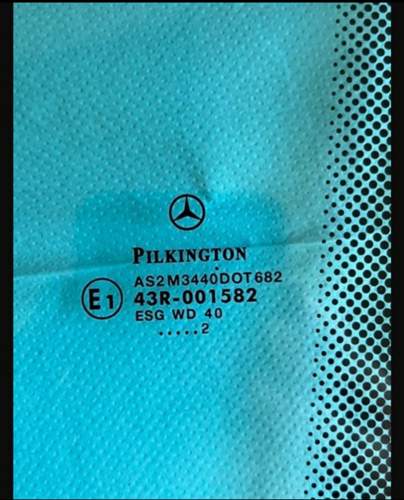 PILKINGTON
AS2 M3440 DOT 682
E1 43R-001582
ESG WD 40
.....2